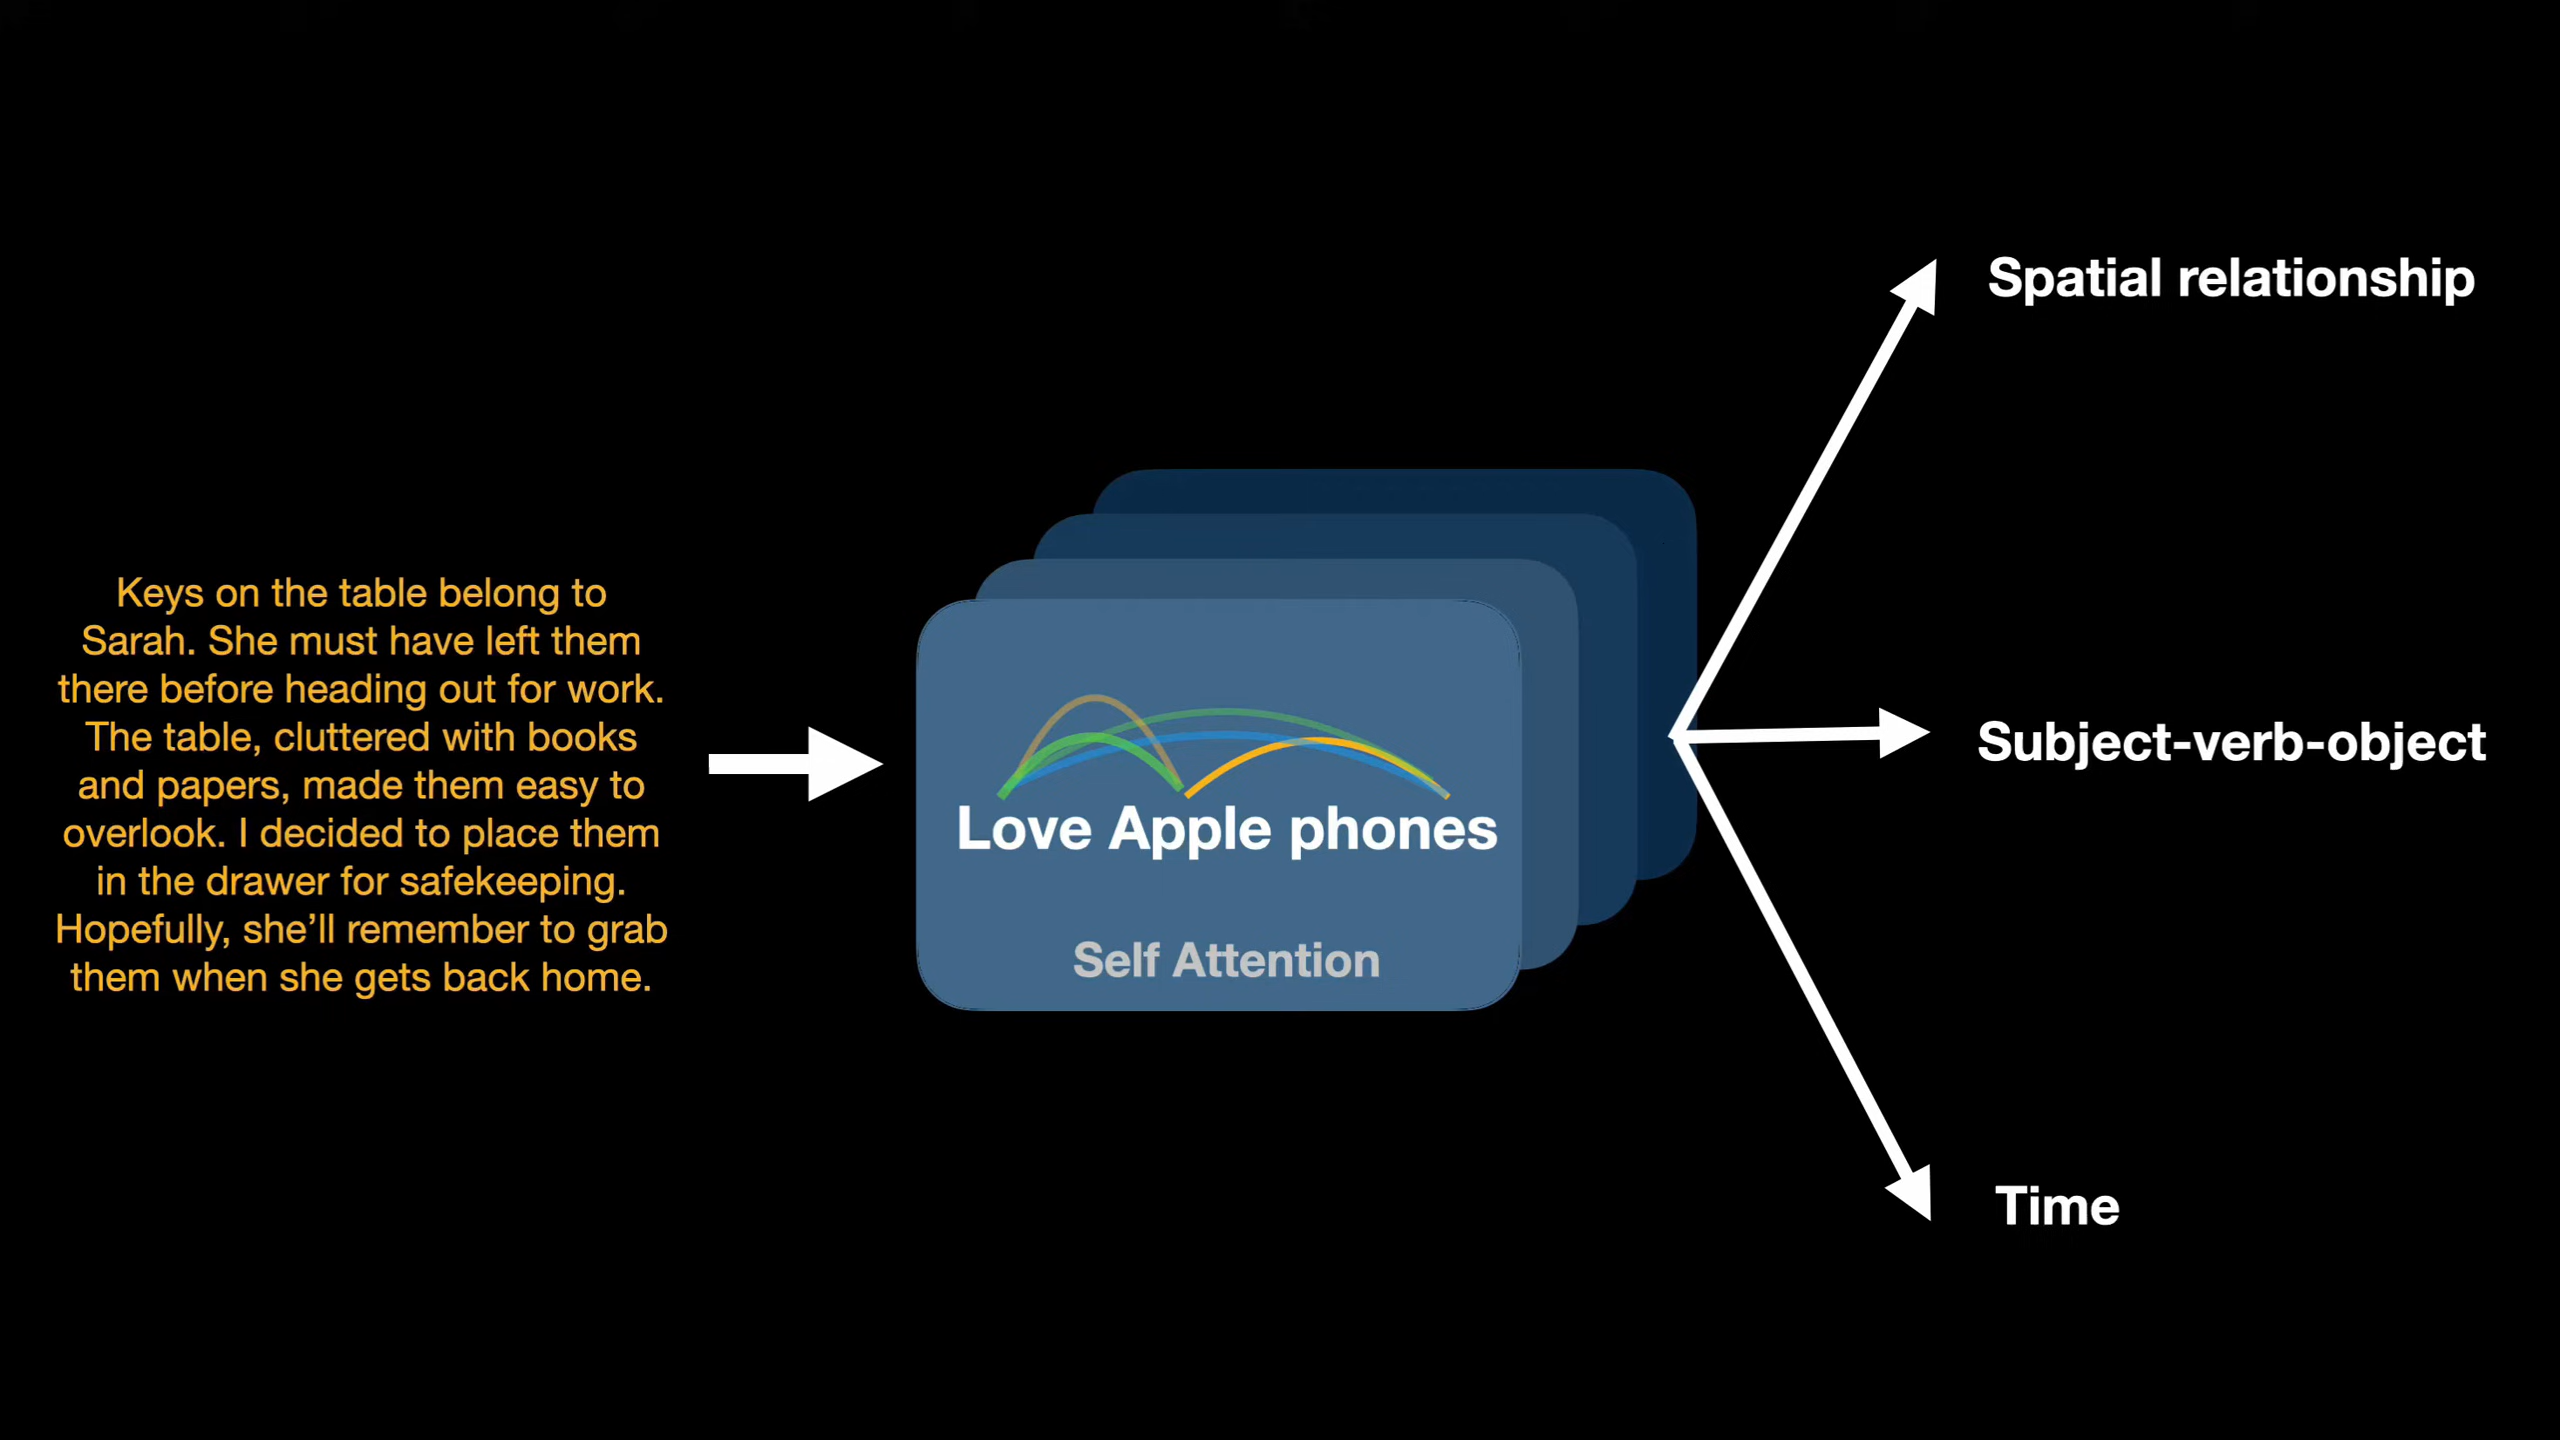 Keys on the table belong to
Sarah. She must have left them
there before heading out for work.
The table, cluttered with books
and papers, made them easy to
overlook. I decided to place them
in the drawer for safekeeping.
Hopefully, she’ll remember to grab
them when she gets back home.
Love Apple phones
Self Attention
Spatial relationship
Subject-verb-object
Time